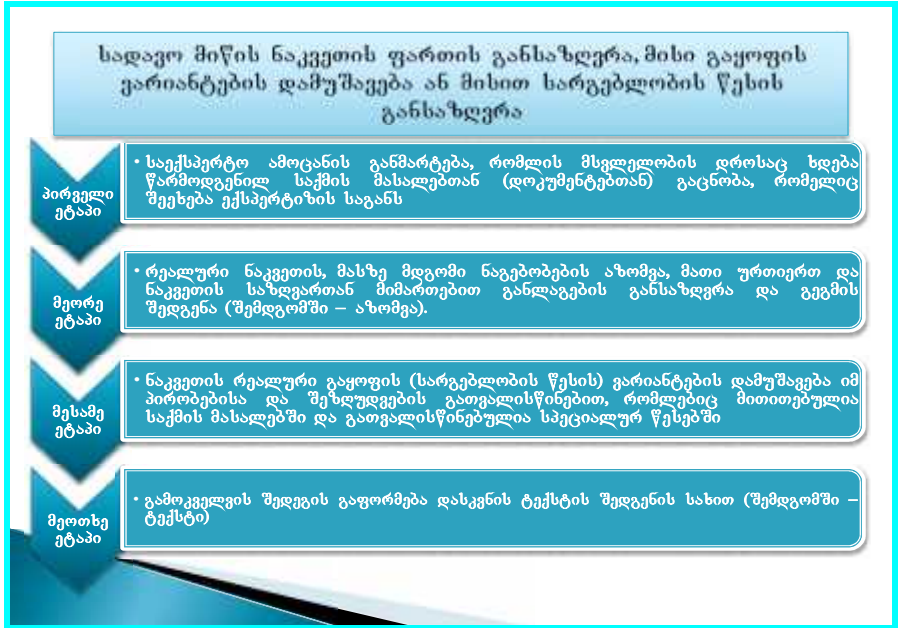 სადავო მიწის ნაკვეთის ფართის განსაზღვრა, მისი გაყოფის
ვარიანტების დამუშავება ან მისით სარგებლობის წესის
განსაზღვრა
პირველი
ეტაპი
• საექსპერტო ამოცანის განმარტება, რომლის მსვლელობის დროსაც ხდება
წარმოდგენილ საქმის მასალებთან (დოკუმენტებთან) გაცნობა, რომელიც
შეეხება ექსპერტიზის საგანს
მეორე
ეტაპი
• რეალური ნაკვეთის, მასზე მდგომი ნაგებობების აზომვა, მათი ურთიერთ და
ნაკვეთის საზღვართან მიმართებით განლაგების განსაზღვრა და გეგმის
შედგენა (შემდგომში – აზომვა).
მესამე
ეტაპი
• ნაკვეთის რეალური გაყოფის (სარგებლობის წესის) ვარიანტების დამუშავება იმ
პირობებისა და შეზღუდვების გათვალისწინებით, რომლებიც მითითებულია
საქმის მასალებში და გათვალისწინებულია სპეციალურ წესებში
მეოთხე
ეტაპი
• გამოკველვის შედეგის გაფორმება დასკვნის ტექსტის შედგენის სახით (შემდგომში –
ტექსტი)